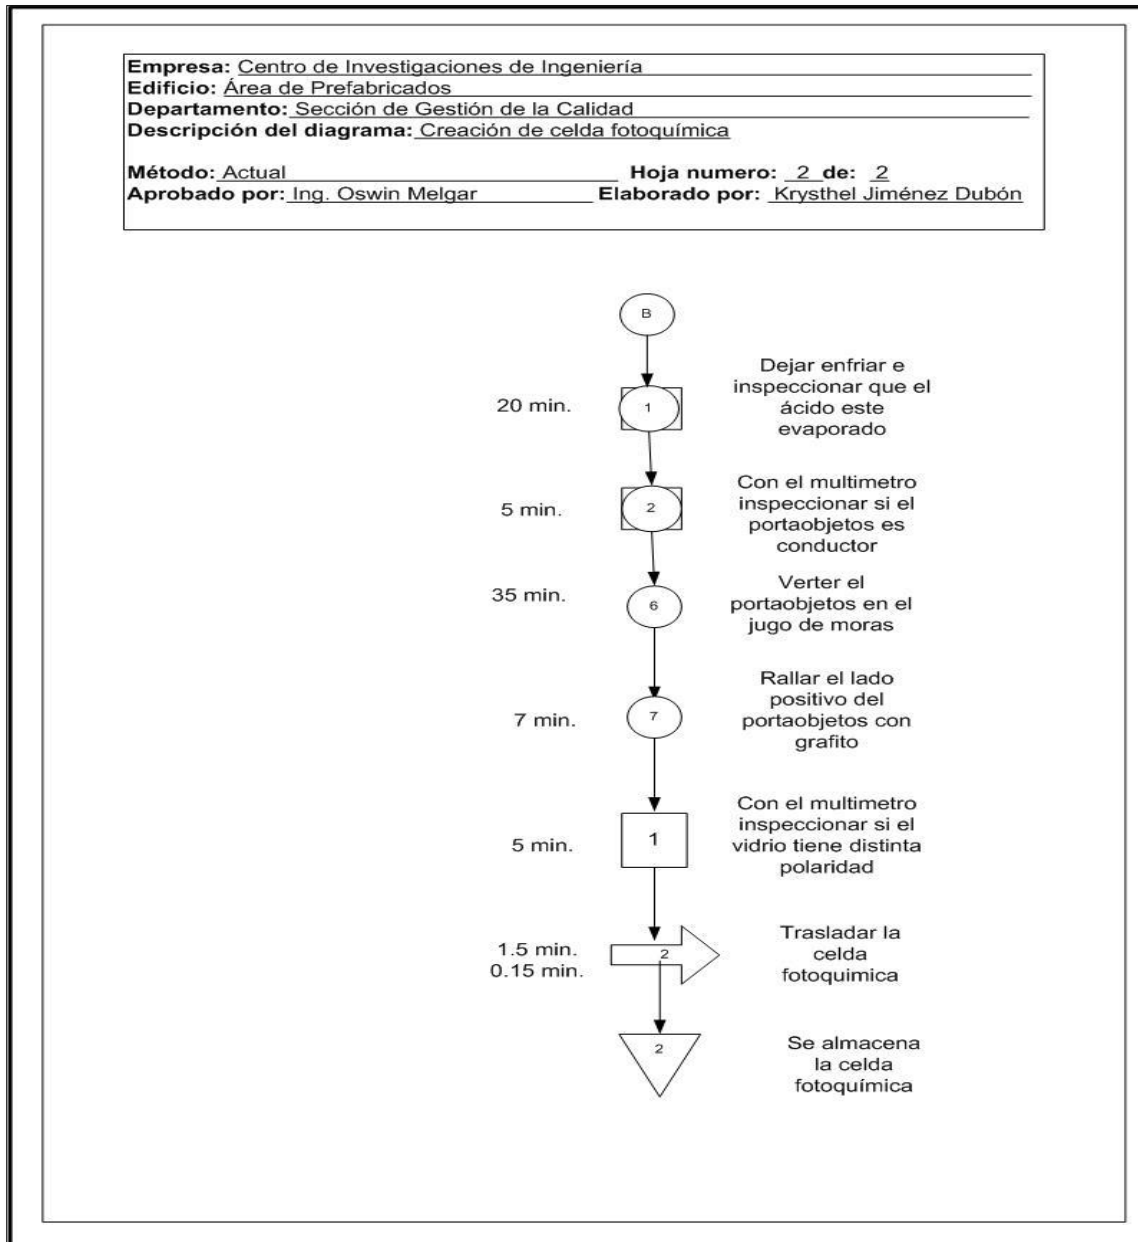 Empresa: Centro de Investigaciones de Ingeniería
Edificio: Área de Prefabricados
Departamento: Sección de Gestión de la Calidad
Descripción del diagrama: Creación de celda fotoquímica
Método: Actual Hoja numero: 2 de: 2
Aprobado por: Ing. Oswin Melgar Elaborado por: Krysthel Jiménez Dubón
B
20 min.
1
Dejar enfriar e
inspeccionar que el
ácido este
evaporado
5 min.
2
Con el multimetro
inspeccionar si el
portaobjetos es
conductor
35 min.
6
Verter el
portaobjetos en el
jugo de moras
7 min.
7
Rallar el lado
positivo del
portaobjetos con
grafito
5 min.
1
Con el multimetro
inspeccionar si el
vidrio tiene distinta
polaridad
1.5 min.
0.15 min.
2
Trasladar la
celda
fotoquimica
2
Se almacena
la celda
fotoquímica